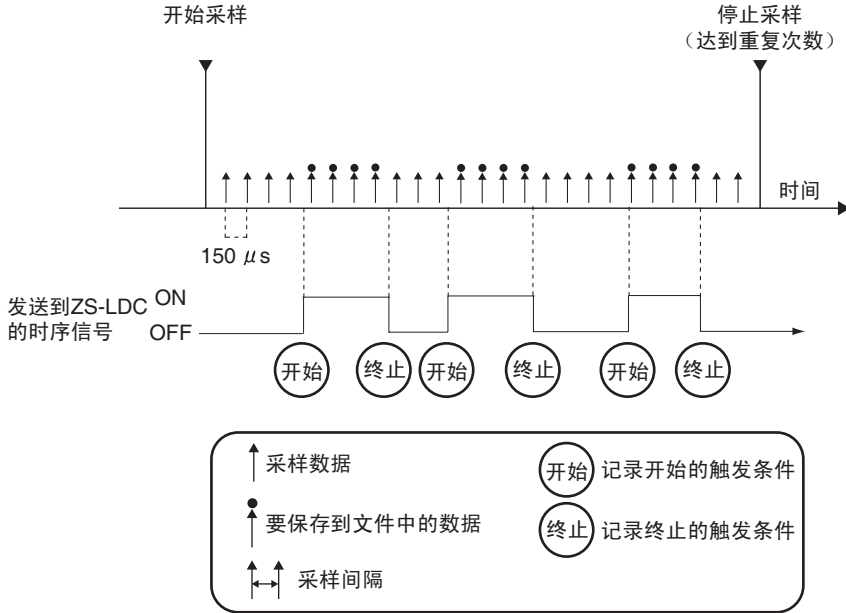 开始采样
停止采样
（达到重复次数）
时间
150 μs
发送到ZS-LDC
的时序信号
ON
OFF
开始
终止
开始
终止
开始
终止
采样数据
开始
记录开始的触发条件
要保存到文件中的数据
终止
记录终止的触发条件
采样间隔